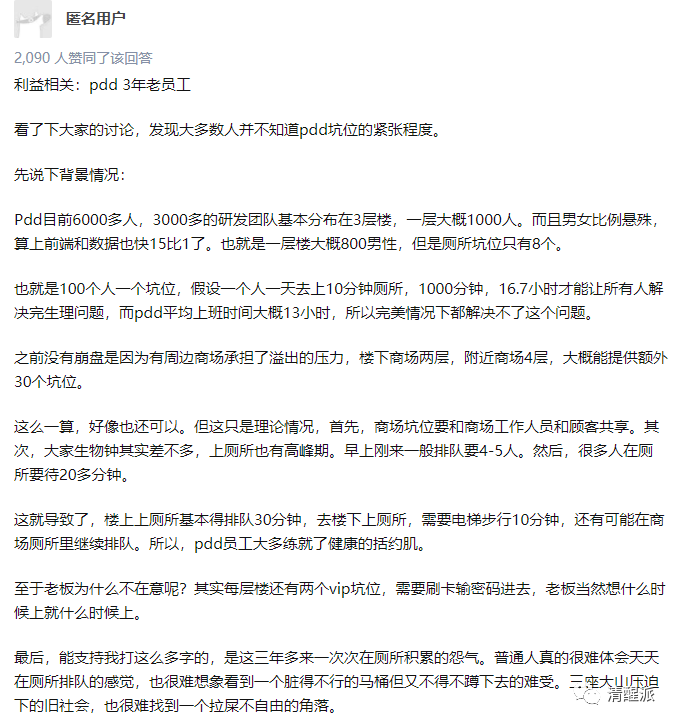 匿名用户
2,090 人赞同了该回答
利益相关：pdd 3年老员工
看了下大家的讨论，发现大多数人并不知道pdd坑位的紧张程度。
先说下背景情况：
Pdd目前6000多人，3000多的研发团队基本分布在3层楼，一层大概1000人。而且男女比例悬殊，
算上前端和数据也快15比1了。也就是一层楼大概800男性，但是厕所坑位只有8个。
也就是100个人一个坑位，假设一个人一天去上10分钟厕所，1000分钟，16.7小时才能让所有人解
决完生理问题，而pdd平均上班时间大概13小时，所以完美情况下都解决不了这个问题。
之前没有崩盘是因为有周边商场承担了溢出的压力，楼下商场两层，附近商场4层，大概能提供额外
30个坑位。
这么一算，好像也还可以。但这只是理论情况，首先，商场坑位要和商场工作人员和顾客共享。其
次，大家生物钟其实差不多，上厕所也有高峰期。早上刚来一般排队要4-5人。然后，很多人在厕
所要待20多分钟。
这就导致了，楼上上厕所基本得排队30分钟，去楼下上厕所，需要电梯步行10分钟，还有可能在商
场厕所里继续排队。所以，pdd员工大多练就了健康的括约肌。
至于老板为什么不在意呢？其实每层楼还有两个vip坑位，需要刷卡输密码进去，老板当然想什么时
候上就什么时候上。
最后，能支持我打这么多字的，是这三年多来一次次在厕所积累的怨气。普通人真的很难体会天天
在厕所排队的感觉，也很难想象看到一个脏得不行的马桶但又不得不蹲下去的难受。三座大山压迫
下的旧社会，也很难找到一个拉屎不自由的角落。
清醒派